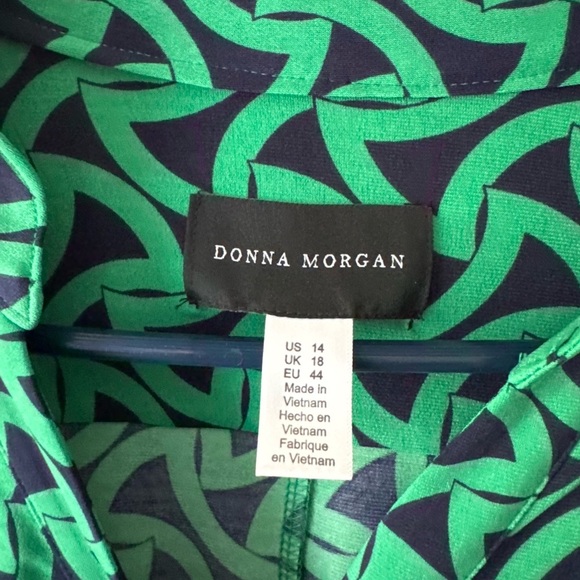 DONNA MORGAN
US 14
UK 18
EU 44
Made in
Vietnam
Hecho en
Vietnam
Fabrique
en Vietnam